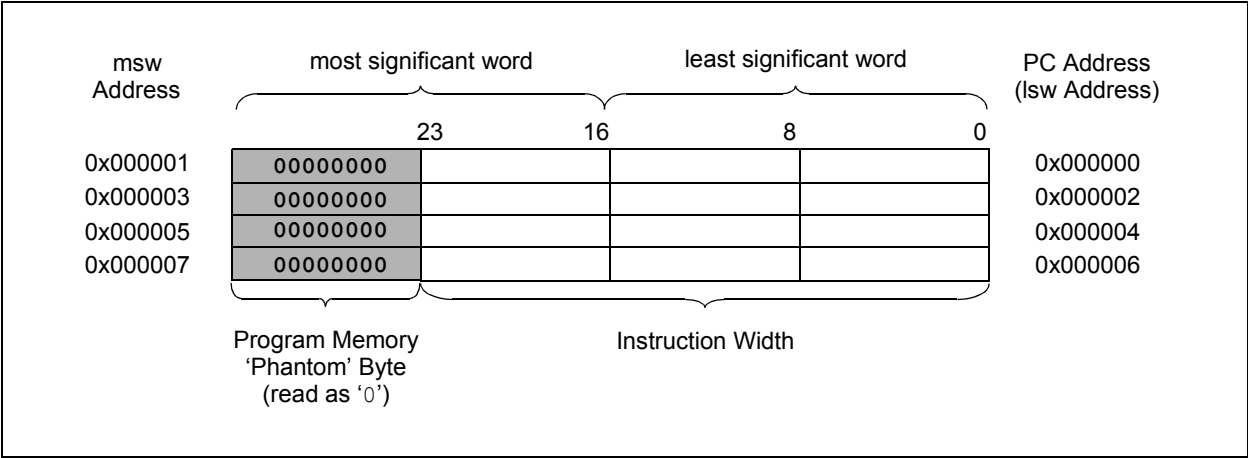 msw
Address
most significant word
least significant word
PC Address
(lsw Address)
23 16 8 0
0x000001 00000000 0x000000
0x000003 00000000 0x000002
0x000005 00000000 0x000004
0x000007 00000000 0x000006
Program Memory
‘Phantom’ Byte
(read as ‘0’)
Instruction Width